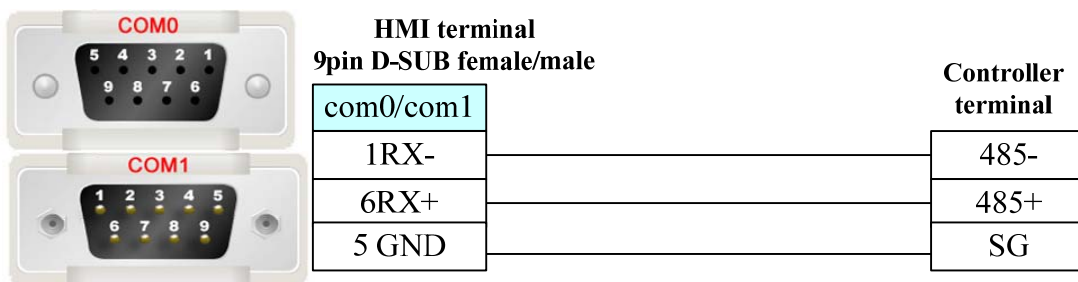 COM0
5 4 3 2 1
9 8 7 6
COM1
1 2 3 4 5
6 7 8 9
HMI terminal
9pin D-SUB female/male
com0/com1
1RX-
6RX+
5 GND
Controller
terminal
485-
485+
SG